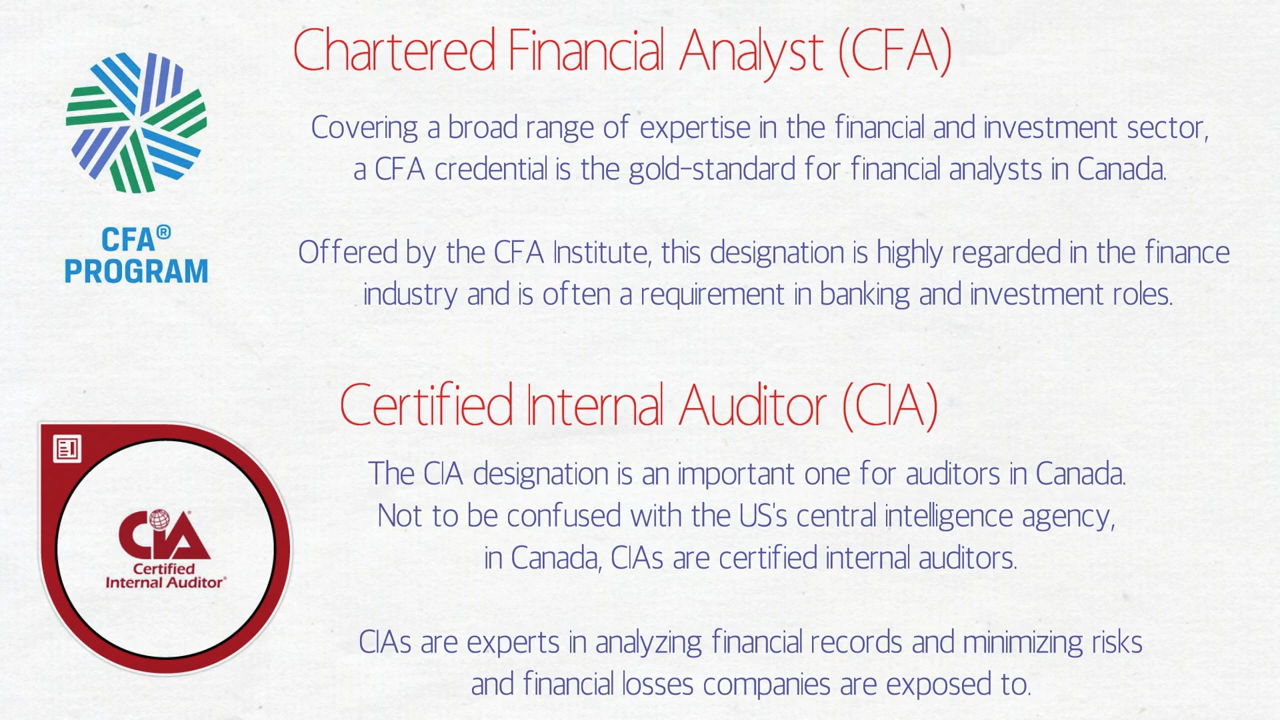 Chartered Financial Analyst (CFA)
Covering a broad range of expertise in the financial and investment sector,
a CFA credential is the gold-standard for financial analysts in Canada.
CFA®
PROGRAM
Offered by the CFA Institute, this designation is highly regarded in the finance
industry and is often a requirement in banking and investment roles.
Certified Internal Auditor (CIA)
The CIA designation is an important one for auditors in Canada.
Not to be confused with the US's central intelligence agency,
in Canada, CIAs are certified internal auditors.
CIA®
Certified
Internal Auditor®
CIAs are experts in analyzing financial records and minimizing risks
and financial losses companies are exposed to.